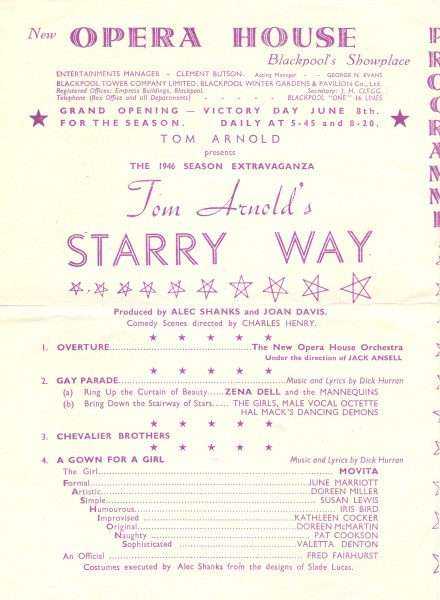 New OPERA HOUSE
Blackpool's Showplace
ENTERTAINMENTS MANAGER - CLEMENT BUTSON. Acting Manager - - GEORGE N. EVANS
BLACKPOOL TOWER COMPANY LIMITED, BLACKPOOL WINTER GARDENS & PAVILION Co., Ltd.
Registered Offices: Empress Buildings, Blackpool. Secretary: J. H. CLEGG.
Telephone (Box Office and all Departments) - - - - - BLACKPOOL "ONE" 16 LINES
GRAND OPENING — VICTORY DAY JUNE 8th.
FOR THE SEASON. DAILY AT 5-45 and 8-20.
TOM ARNOLD
presents
THE 1946 SEASON EXTRAVAGANZA
Tom Arnold's
STARRY WAY
Produced by ALEC SHANKS and JOAN DAVIS.
Comedy Scenes directed by CHARLES HENRY.
1. OVERTURE........The New Opera House Orchestra
Under the direction of JACK ANSELL
2. GAY PARADE........Music and Lyrics by Dick Hurran
(a) Ring Up the Curtain of Beauty...... ZENA DELL and the MANNEQUINS
(b) Bring Down the Stairway of Stars...... THE GIRLS, MALE VOCAL OCTETTE
HAL MACK'S DANCING DEMONS
3. CHEVALIER BROTHERS
4. A GOWN FOR A GIRL Music and Lyrics by Dick Hurran
The Girl........MOVITA
Formal........JUNE MARRIOTT
Artistic........DOREEN MILLER
Simple........SUSAN LEWIS
Humourous........IRIS BIRD
Improvised ........KATHLEEN COCKER
Original........DOREEN McMARTIN
Naughty ........PAT COOKSON
Sophisticated ........VALETTA DENTON
An Official ........FRED FAIRHURST
Costumes executed by Alec Shanks from the designs of Slade Lucas.
PROGRAMME